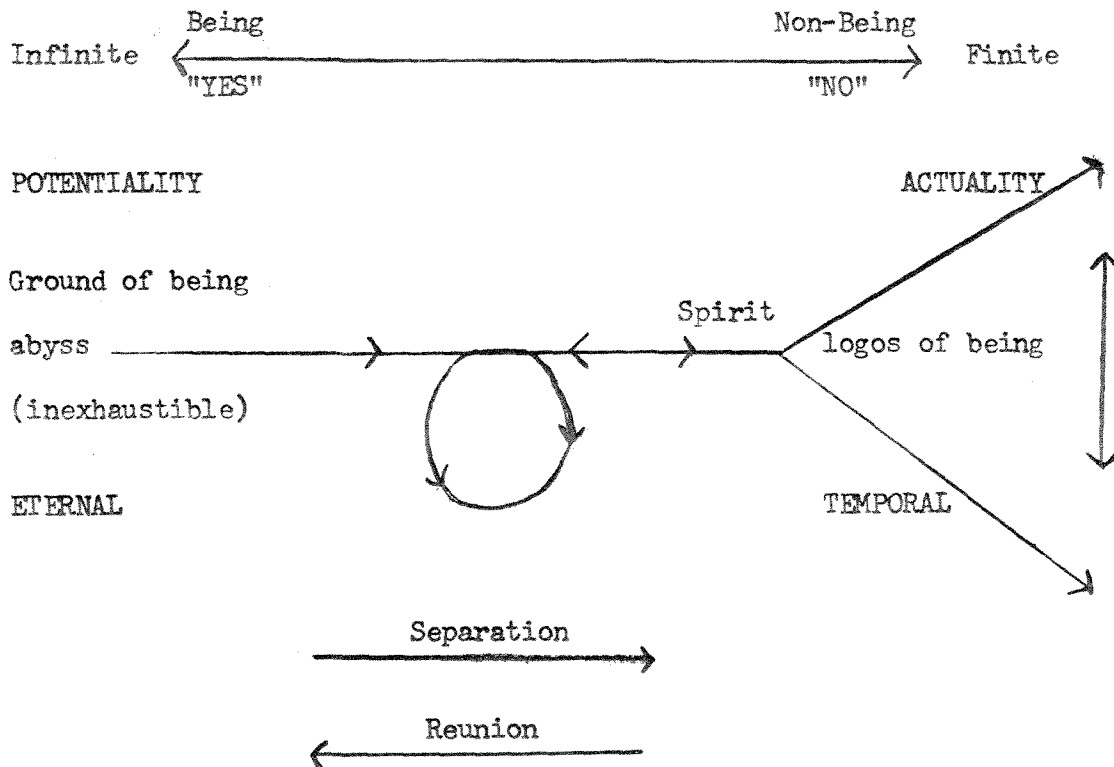 Being Non-Being
Infinite Finite
"YES" "NO"
POTENTIALITY ACTUALITY
Ground of being
Spirit
abyss logos of being
(inexhaustible)
ETERNAL TEMPORAL
Separation
Reunion